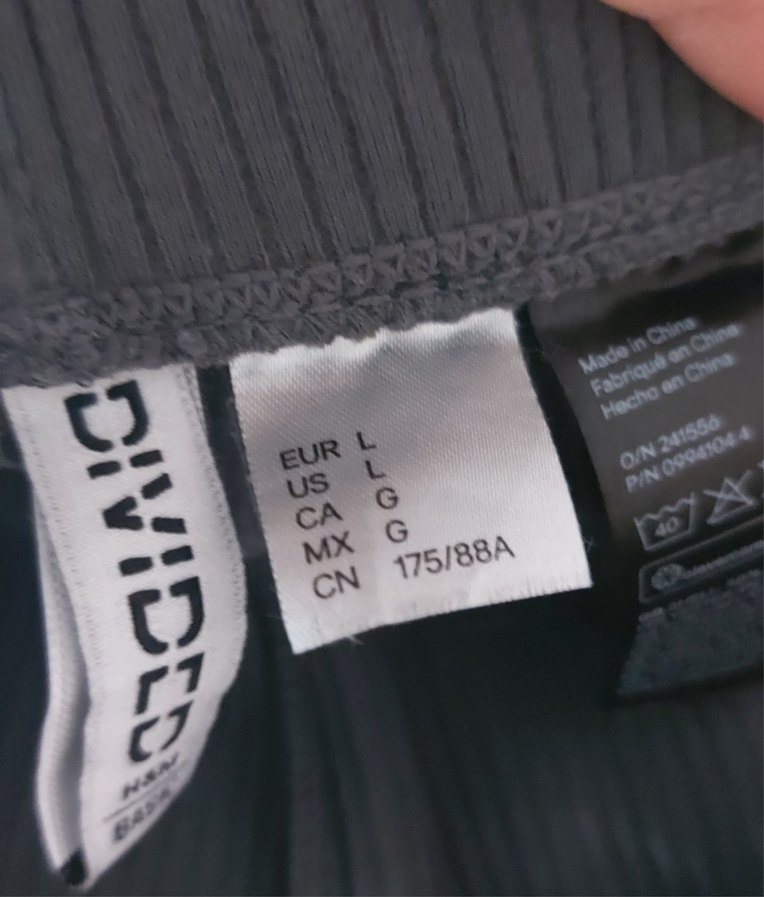 DIVIDED
H&M
BASIC
EUR L
US L
CA G
MX G
CN 175/88A
Made in China
Fabriqué en Chine
Hecho en China
O/N 241556
P/N 0994104-4
40